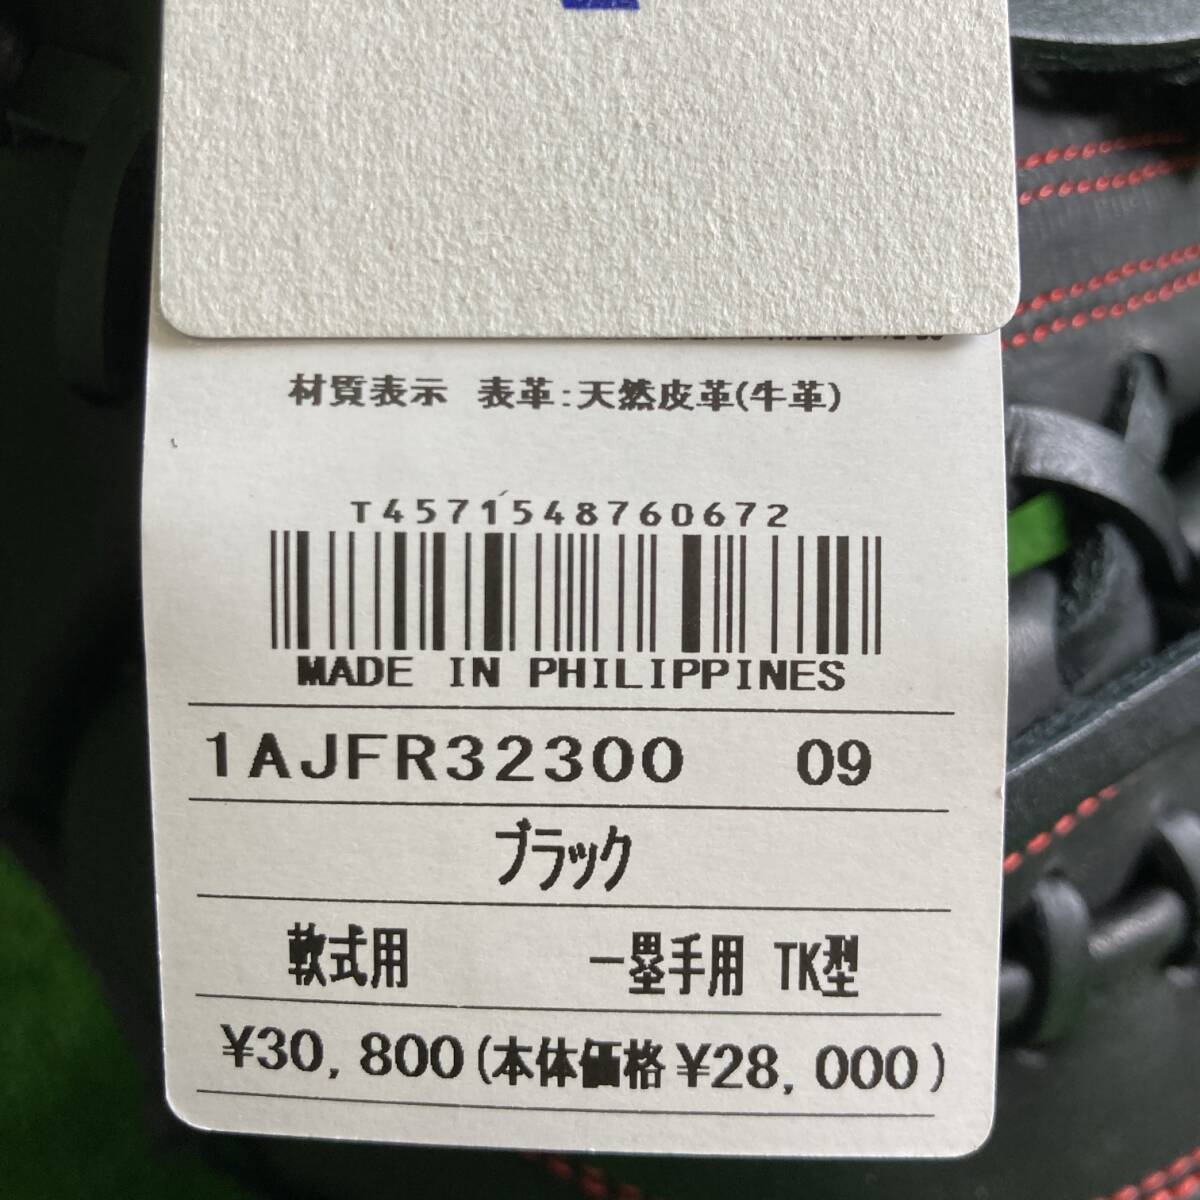 材質表示 表革:天然皮革(牛革)
T4571548760672
MADE IN PHILIPPINES
1AJFR32300 09
ブラック
軟式用 一塁手用 TK型
¥30,800(本体価格¥28,000)